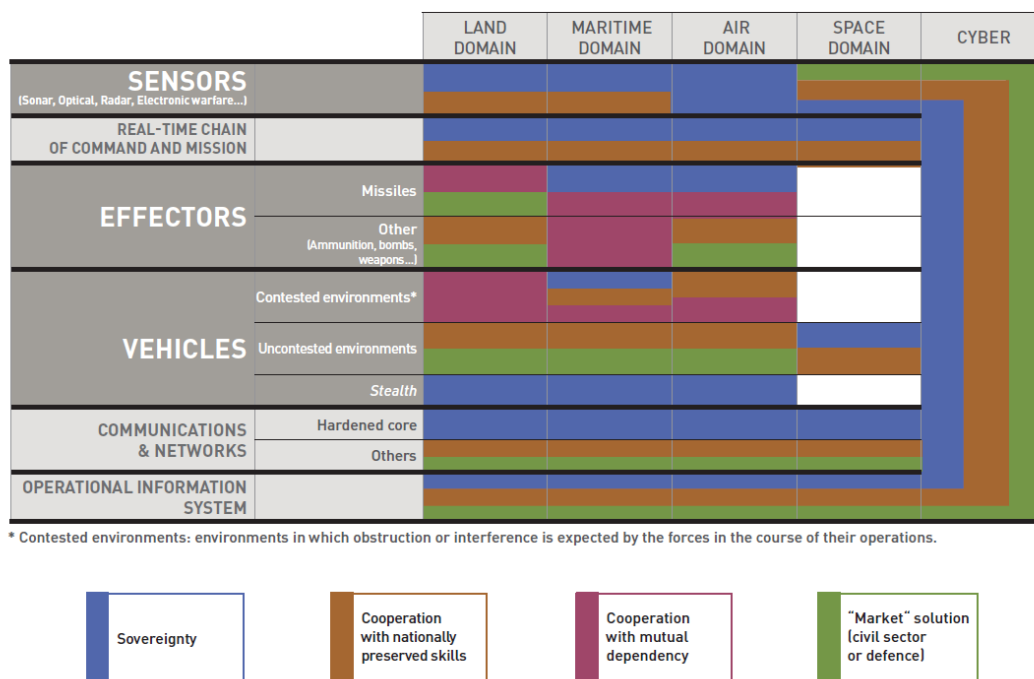 LAND
DOMAIN
MARITIME
DOMAIN
AIR
DOMAIN
SPACE
DOMAIN
CYBER
SENSORS
(Sonar, Optical, Radar, Electronic warfare...)
REAL-TIME CHAIN
OF COMMAND AND MISSION
EFFECTORS
Missiles
Other
(Ammunition, bombs,
weapons...)
VEHICLES
Contested environments*
Uncontested environments
Stealth
COMMUNICATIONS
& NETWORKS
Hardened core
Others
OPERATIONAL INFORMATION
SYSTEM
* Contested environments: environments in which obstruction or interference is expected by the forces in the course of their operations.
Sovereignty
Cooperation
with nationally
preserved skills
Cooperation
with mutual
dependency
"Market" solution
(civil sector
or defence)